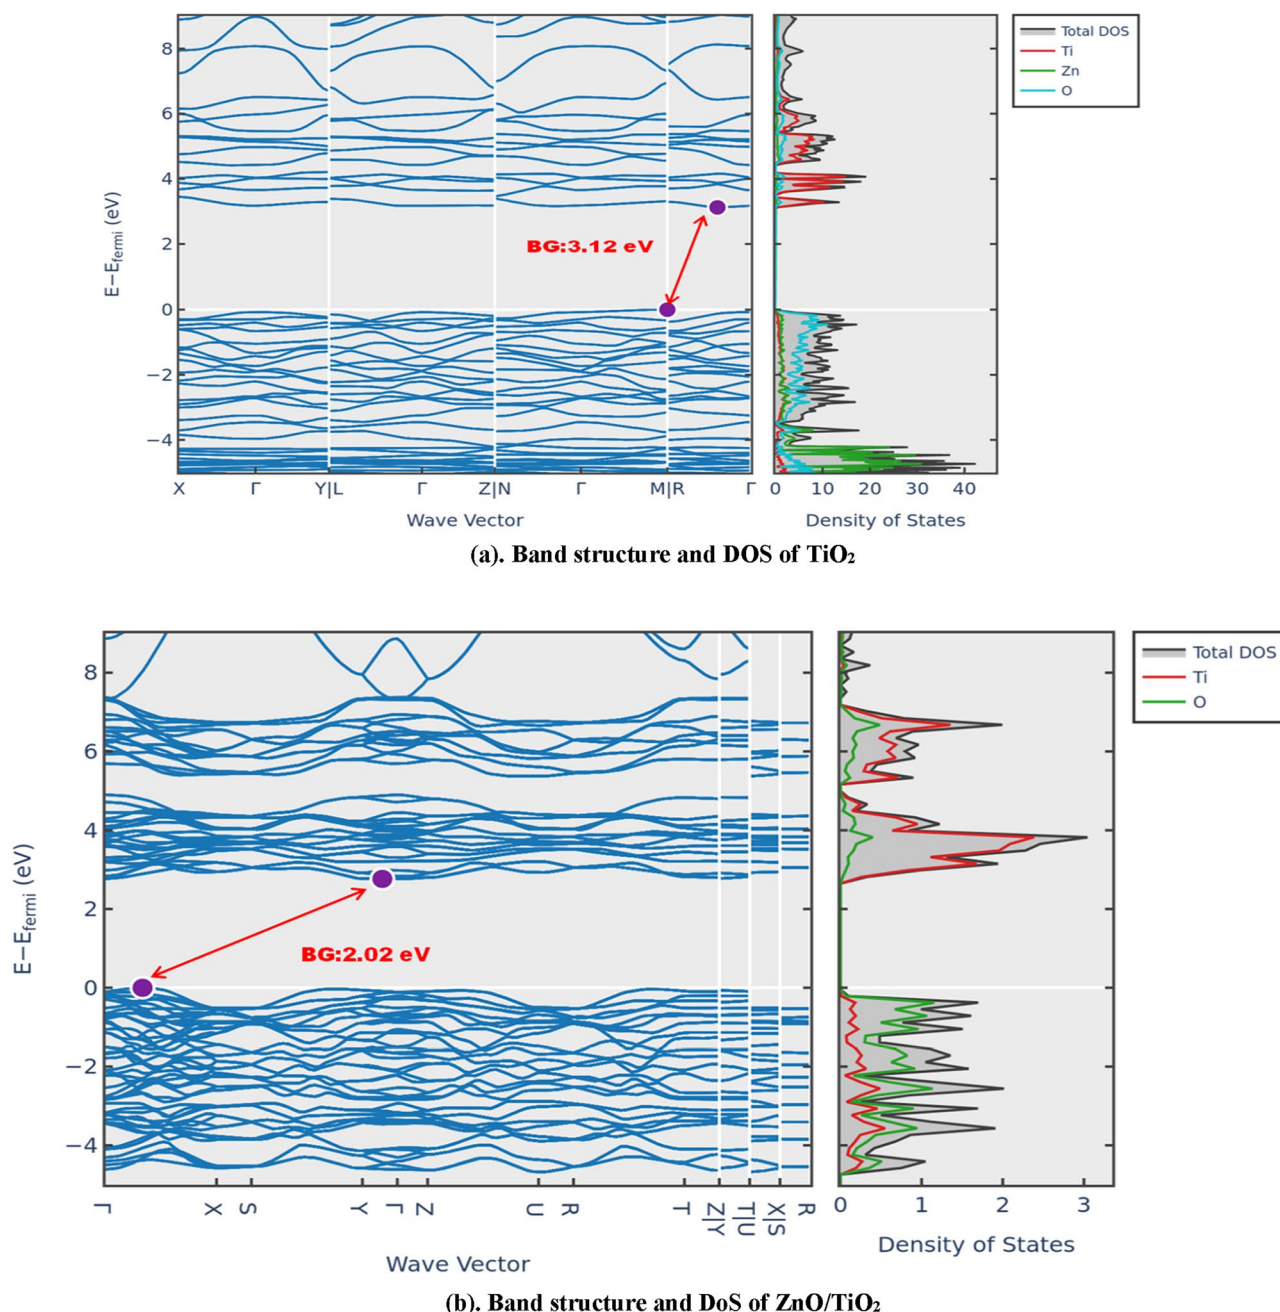 8
6
4
2
0
−2
−4
E−E_fermi (eV)
BG:3.12 eV
X Γ Y|L Γ Z|N Γ M|R Γ
Wave Vector
0 10 20 30 40
Density of States
Total DOS
Ti
Zn
O
(a). Band structure and DOS of TiO₂
8
6
4
2
0
−2
−4
E−E_fermi (eV)
BG:2.02 eV
Γ X S Y Γ Z U R T Z|Y T|U X|S R
Wave Vector
0 1 2 3
Density of States
Total DOS
Ti
O
(b). Band structure and DoS of ZnO/TiO₂